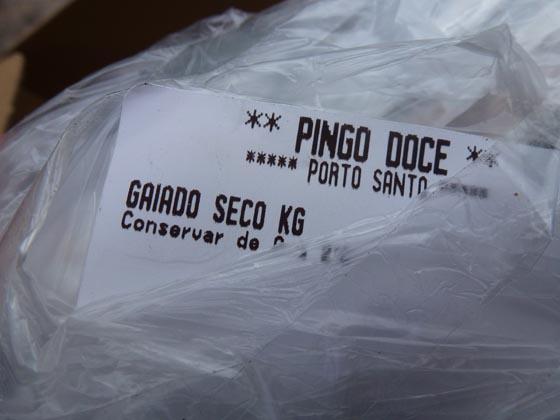 ** PINGO DOCE **
***** PORTO SANTO *****
GAIADO SECO KG
Conservar de